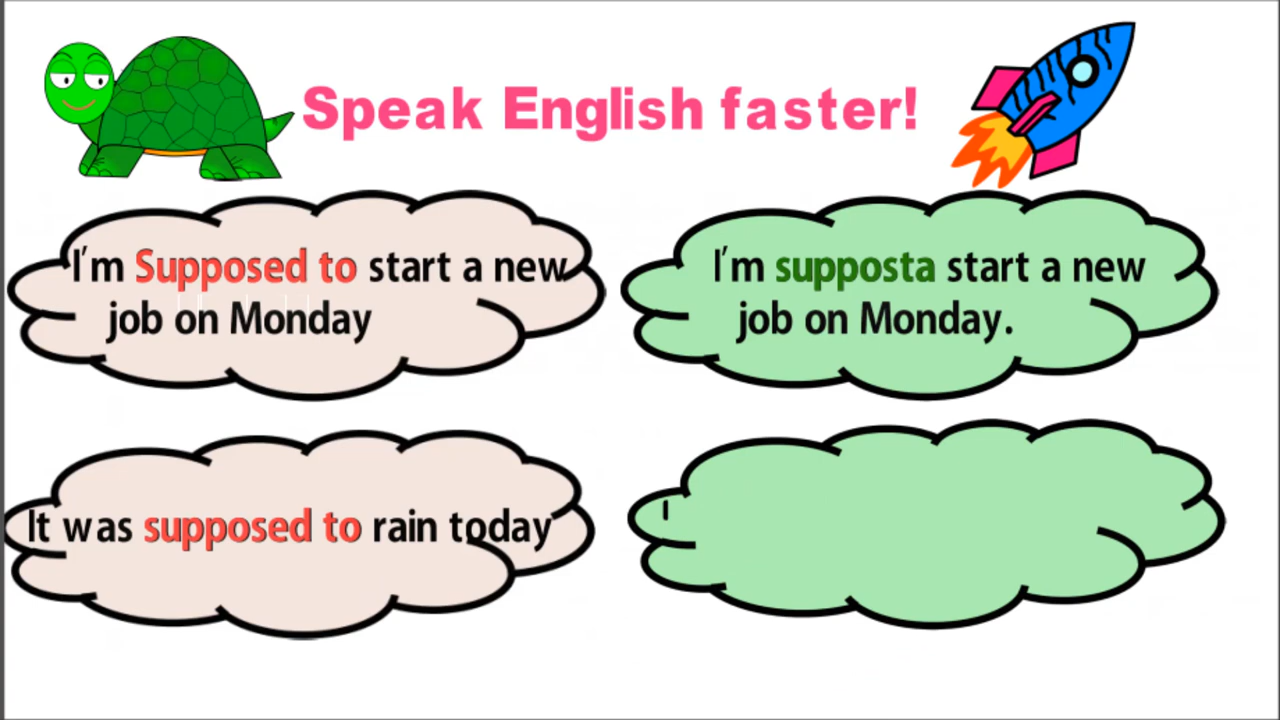 Speak English faster!
I'm Supposed to start a new
job on Monday
I'm supposta start a new
job on Monday.
It was supposed to rain today
I